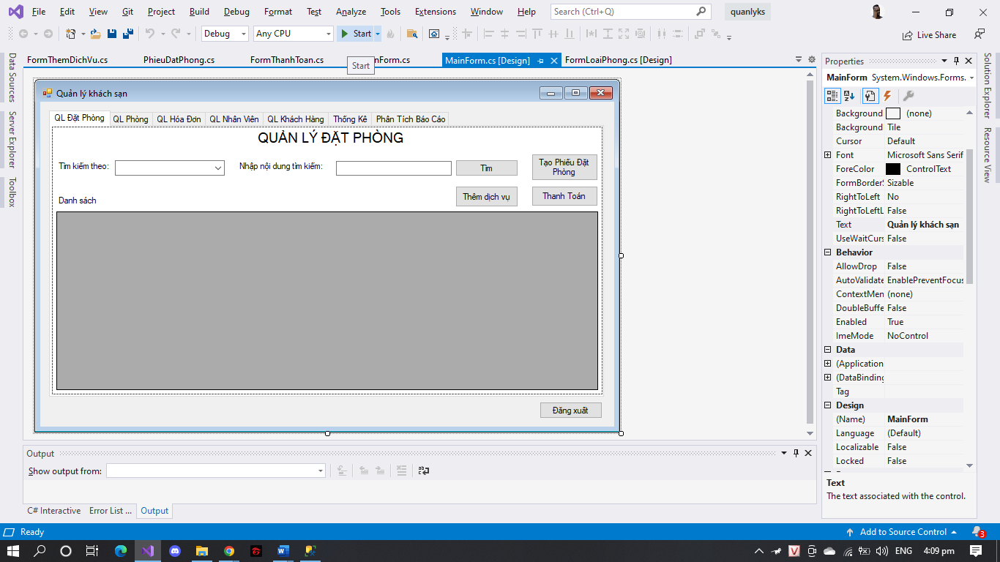 File Edit View Git Project Build Debug Format Test Analyze Tools Extensions Window Help Search (Ctrl+Q) quanlyks
Debug Any CPU Start Live Share
FormThemDichVu.cs PhieuDatPhong.cs FormThanhToan.cs nForm.cs MainForm.cs [Design] FormLoaiPhong.cs [Design]
Start
Data Sources
Server Explorer
Toolbox
Quản lý khách sạn
QL Đặt Phòng QL Phòng QL Hóa Đơn QL Nhân Viên QL Khách Hàng Thống Kê Phân Tích Báo Cáo
QUẢN LÝ ĐẶT PHÒNG
Tìm kiếm theo: Nhập nội dung tìm kiếm: Tìm
Tạo Phiếu Đặt
Phòng
Danh sách Thêm dịch vụ Thanh Toán
Đăng xuất
Output
Show output from:
C# Interactive Error List ... Output
Properties
MainForm System.Windows.Forms.
Background (none)
Background Tile
Cursor Default
Font Microsoft Sans Serif
ForeColor ControlText
FormBorderS Sizable
RightToLeft No
RightToLeftL False
Text Quản lý khách sạn
UseWaitCurs False
Behavior
AllowDrop False
AutoValidate EnablePreventFocus
ContextMen (none)
DoubleBuffe False
Enabled True
ImeMode NoControl
Data
(Application
(DataBinding
Tag
Design
(Name) MainForm
Language (Default)
Localizable False
Locked False
Text
The text associated with the control.
Solution Explorer
Resource View
Ready Add to Source Control 3
ENG 4:09 pm